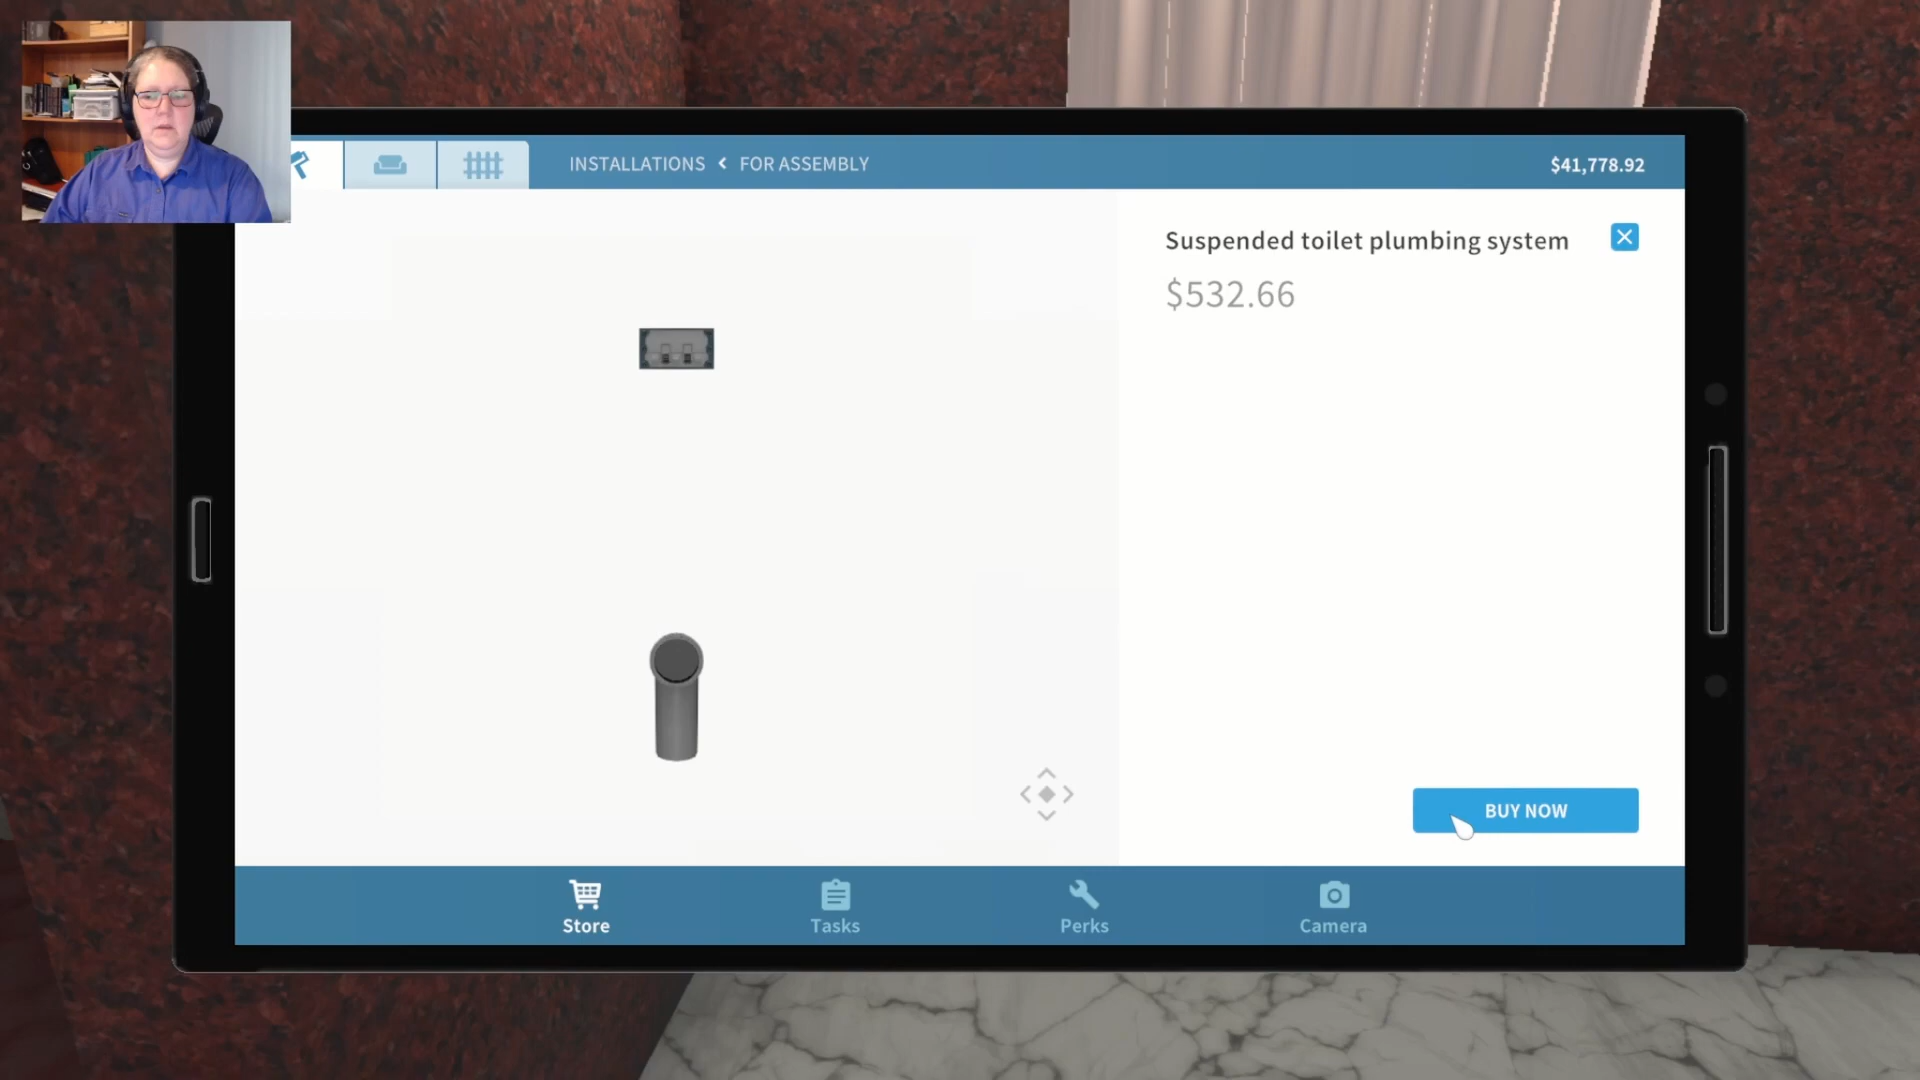 INSTALLATIONS < FOR ASSEMBLY
$41,778.92
Suspended toilet plumbing system
$532.66
BUY NOW
Store
Tasks
Perks
Camera